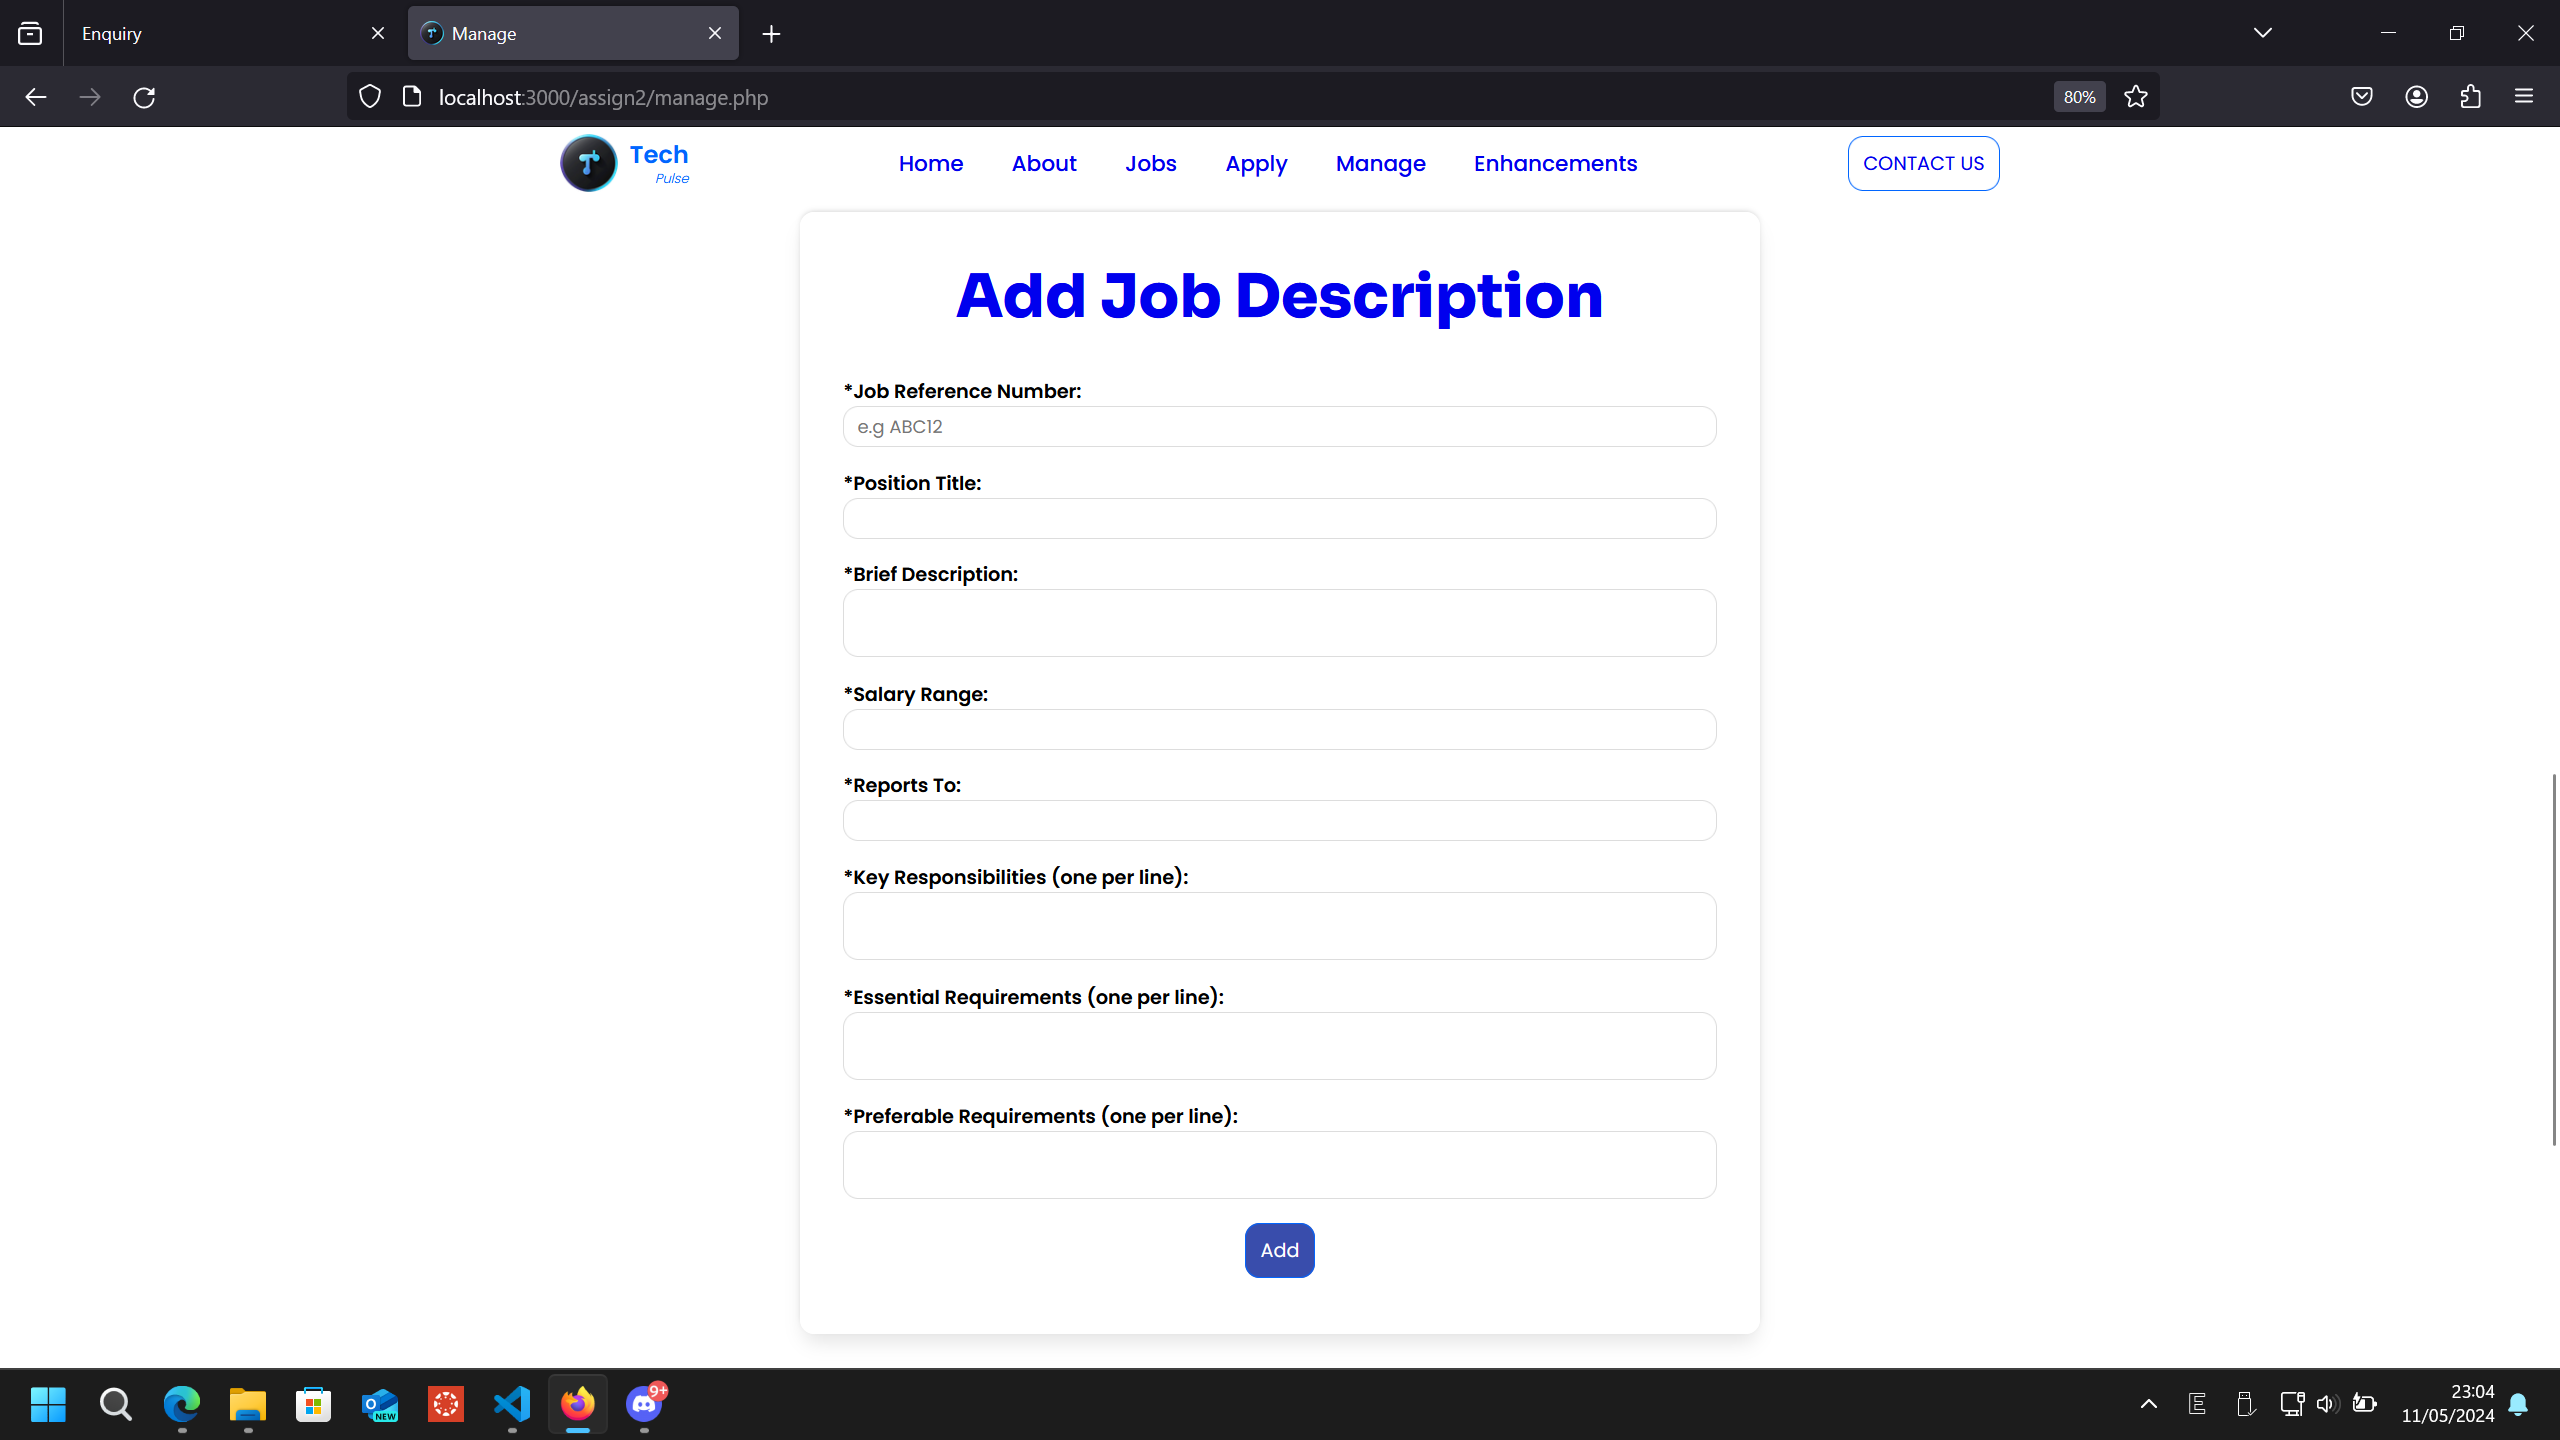 Enquiry
Manage
localhost:3000/assign2/manage.php
80%
Tech
Pulse
Home
About
Jobs
Apply
Manage
Enhancements
CONTACT US
Add Job Description
*Job Reference Number:
e.g ABC12
*Position Title:
*Brief Description:
*Salary Range:
*Reports To:
*Key Responsibilities (one per line):
*Essential Requirements (one per line):
*Preferable Requirements (one per line):
Add
O
NEW
9+
E
23:04
11/05/2024